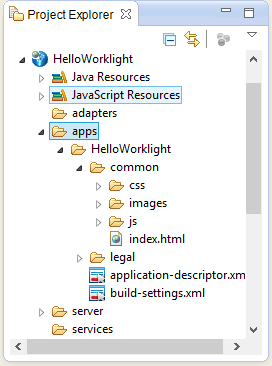 Project Explorer
HelloWorklight
Java Resources
JavaScript Resources
adapters
apps
HelloWorklight
common
css
images
js
index.html
legal
application-descriptor.xm
build-settings.xml
server
services